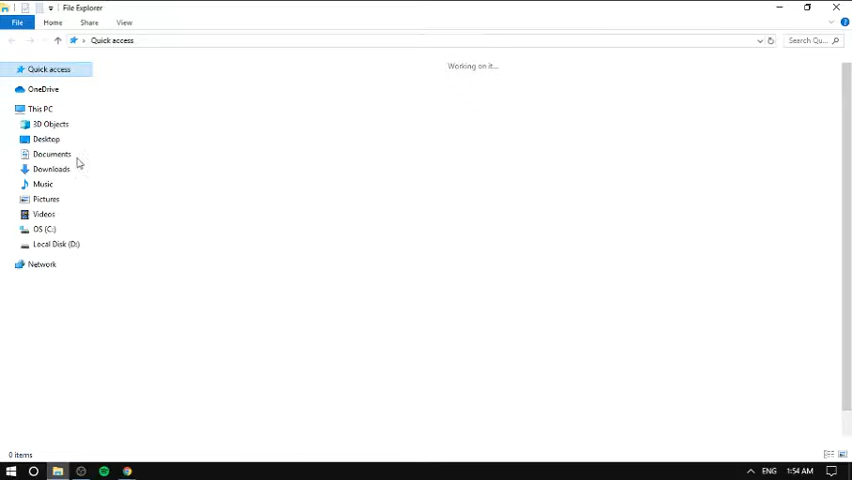 File Explorer
File Home Share View
Quick access
Search Qu...
Quick access
Working on it...
OneDrive
This PC
3D Objects
Desktop
Documents
Downloads
Music
Pictures
Videos
OS (C:)
Local Disk (D:)
Network
0 items
ENG 1:54 AM